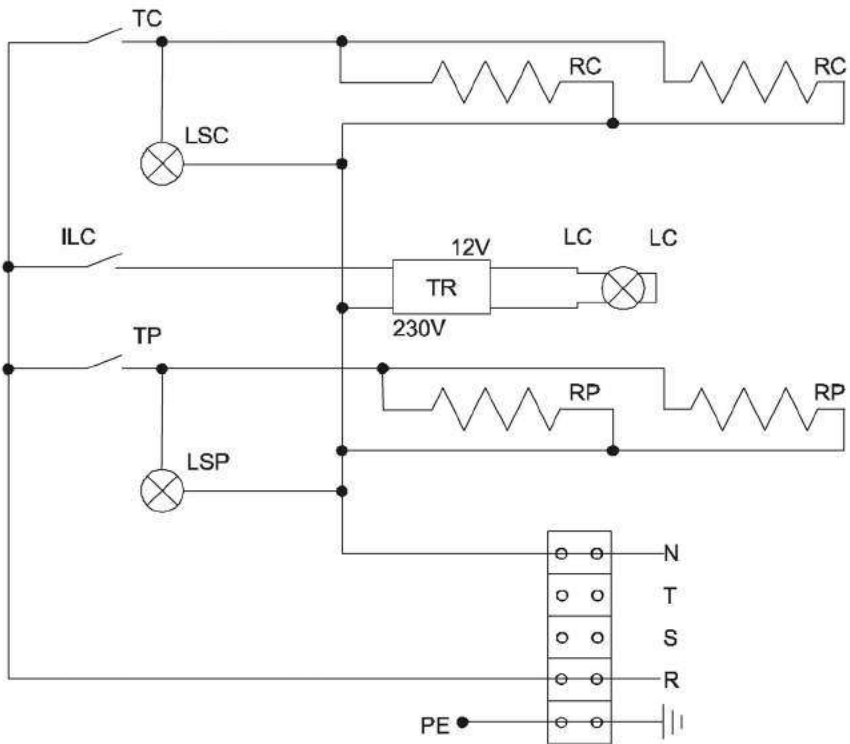 TC
RC RC
LSC
ILC
12V LC LC
TR
230V
TP
RP RP
LSP
N
T
S
R
PE